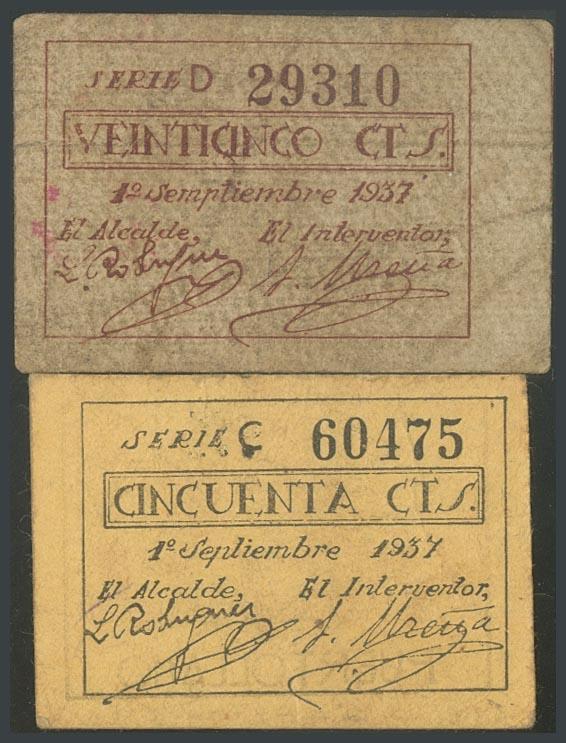 SERIE D 29310
VEINTICINCO CTS.
1º Semptiembre 1937
El Alcalde, El Interventor,
SERIE C 60475
CINCUENTA CTS.
1º Septiembre 1937
El Alcalde, El Interventor,